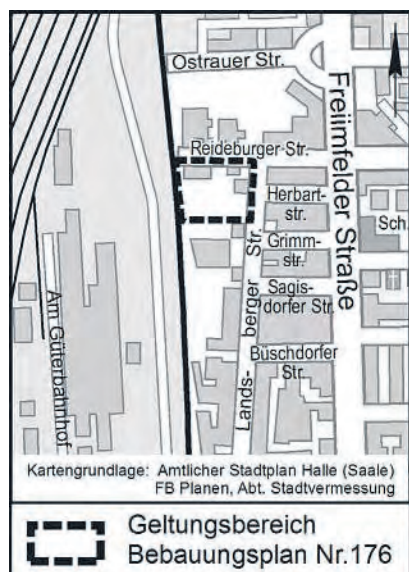 Ostrauer Str.
Freiimfelder Straße
Reideburger Str.
Herbart-
str.
Sch.
Grimm-
str.
Sagis-
dorfer Str.
Lands-
berger Str.
Büschdorfer
Str.
Am Güterbahnhof
Kartengrundlage: Amtlicher Stadtplan Halle (Saale)
FB Planen, Abt. Stadtvermessung
Geltungsbereich
Bebauungsplan Nr.176